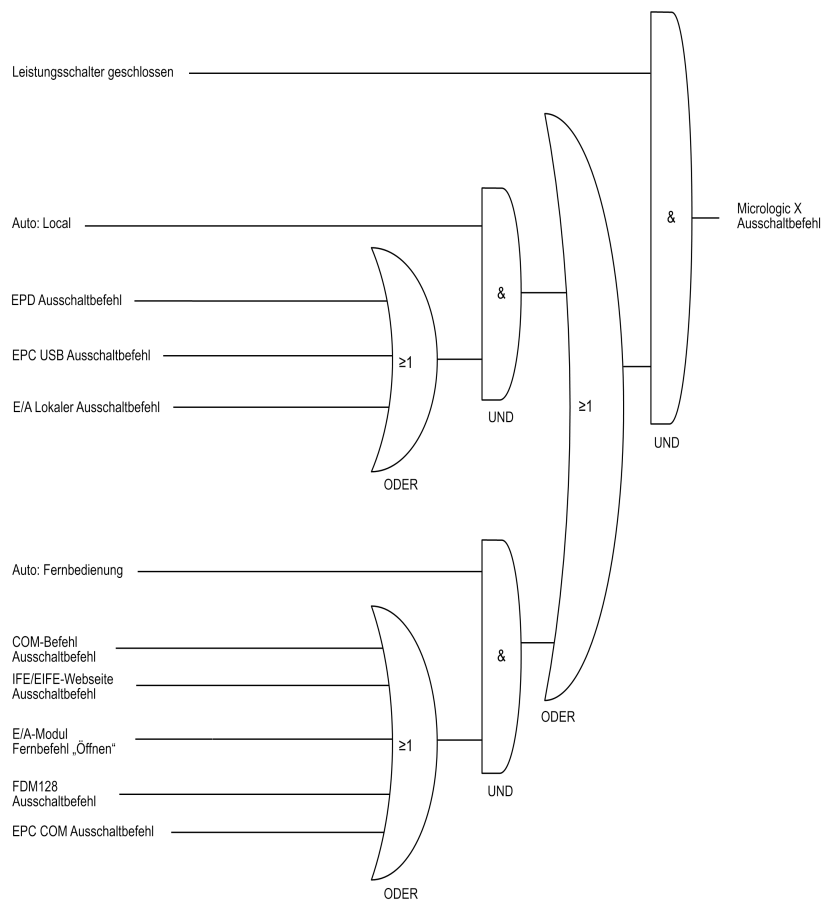 Leistungsschalter geschlossen
&
Micrologic X
Ausschaltbefehl
UND
Auto: Local
EPD Ausschaltbefehl
EPC USB Ausschaltbefehl
E/A Lokaler Ausschaltbefehl
≥1
ODER
&
UND
≥1
ODER
Auto: Fernbedienung
COM-Befehl
Ausschaltbefehl
IFE/EIFE-Webseite
Ausschaltbefehl
E/A-Modul
Fernbefehl „Öffnen“
FDM128
Ausschaltbefehl
EPC COM Ausschaltbefehl
≥1
ODER
&
UND